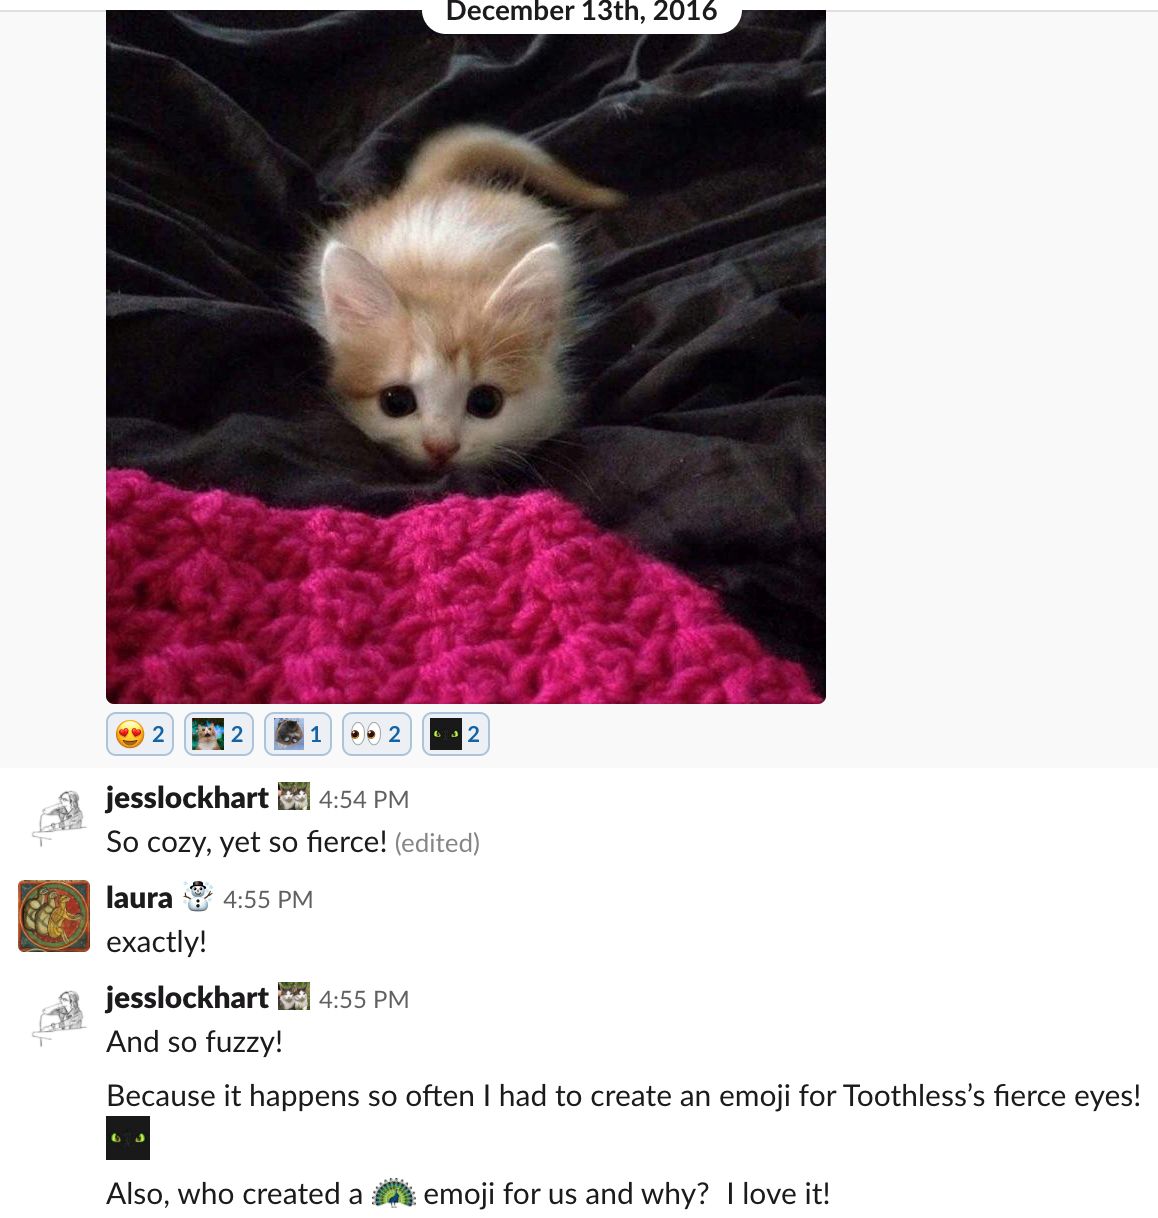 December 13th, 2016
😍 2 2 1 👀 2 2
jesslockhart 4:54 PM
So cozy, yet so fierce! (edited)
laura ☃️ 4:55 PM
exactly!
jesslockhart 4:55 PM
And so fuzzy!
Because it happens so often I had to create an emoji for Toothless’s fierce eyes!
Also, who created a 🦚 emoji for us and why? I love it!